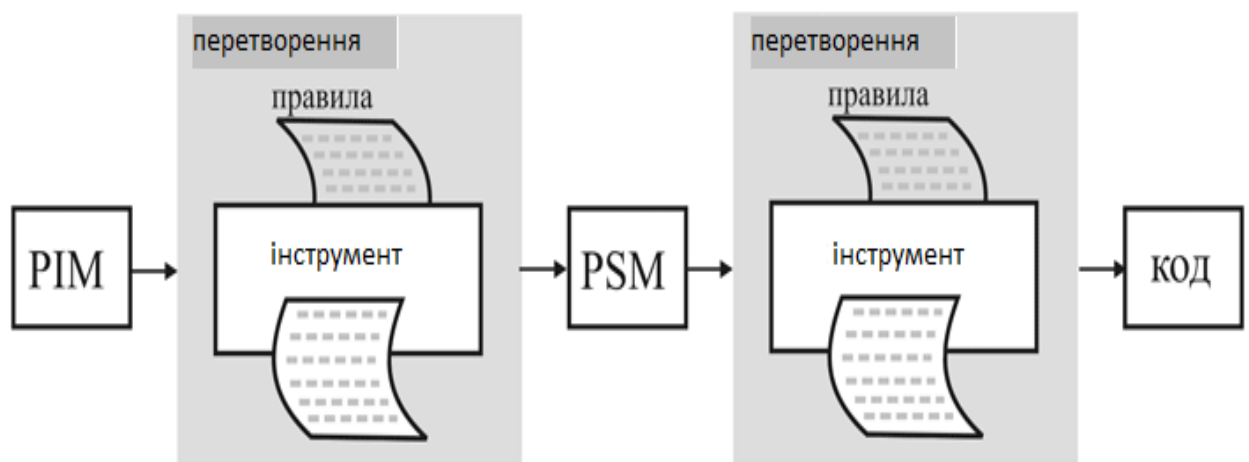 перетворення
правила
PIM
інструмент
PSM
перетворення
правила
інструмент
код